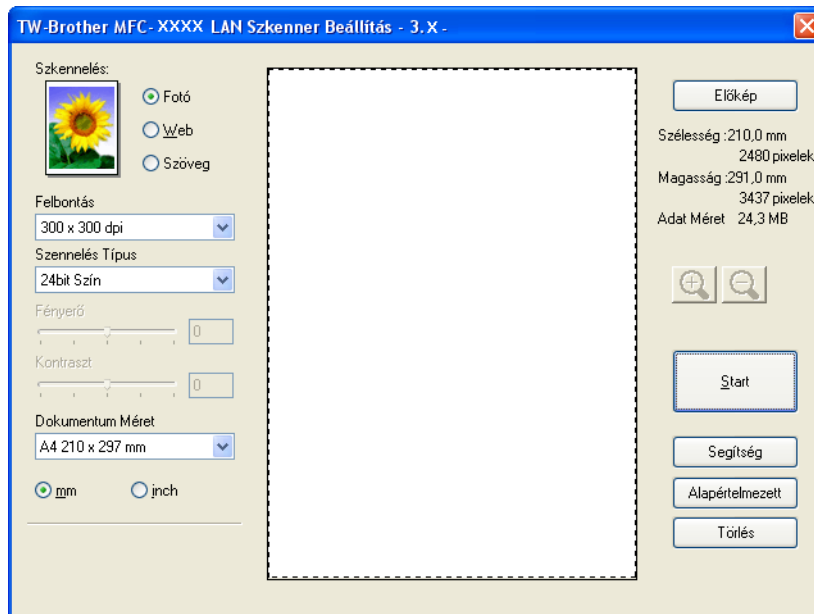 TW-Brother MFC-XXXX LAN Szkenner Beállítás - 3.X -
Szkennelés:
Fotó
Web
Szöveg
Felbontás
300 x 300 dpi
Szennelés Típus
24bit Szín
Fényerő
0
Kontraszt
0
Dokumentum Méret
A4 210 x 297 mm
mm
inch
Előkép
Szélesség :210,0 mm
2480 pixelek
Magasság :291,0 mm
3437 pixelek
Adat Méret 24,3 MB
Start
Segítség
Alapértelmezett
Törlés